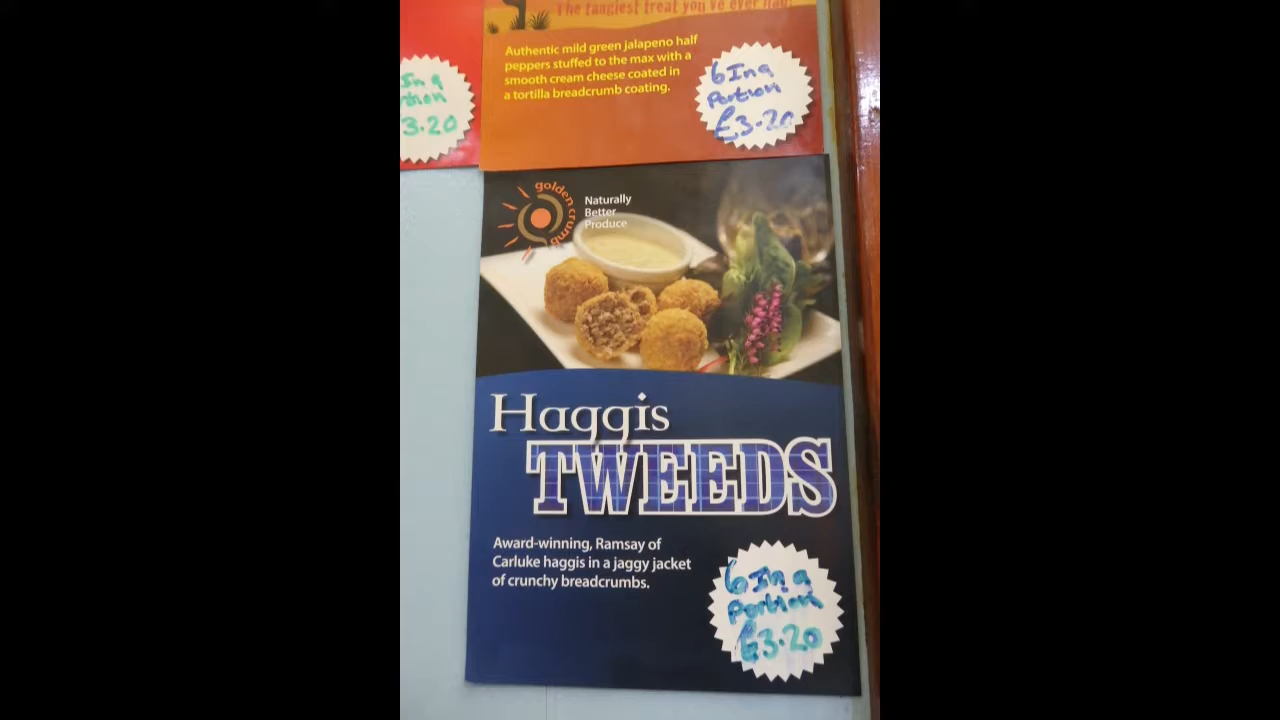 The tangiest treat you've ever had!
Authentic mild green jalapeno half
peppers stuffed to the max with a
smooth cream cheese coated in
a tortilla breadcrumb coating.
6 In a
Portion
£3.20
In a
3.20
golden crumb
Naturally
Better
Produce
Haggis
TWEEDS
Award-winning, Ramsay of
Carluke haggis in a jaggy jacket
of crunchy breadcrumbs.
6 In a
Portion
£3.20